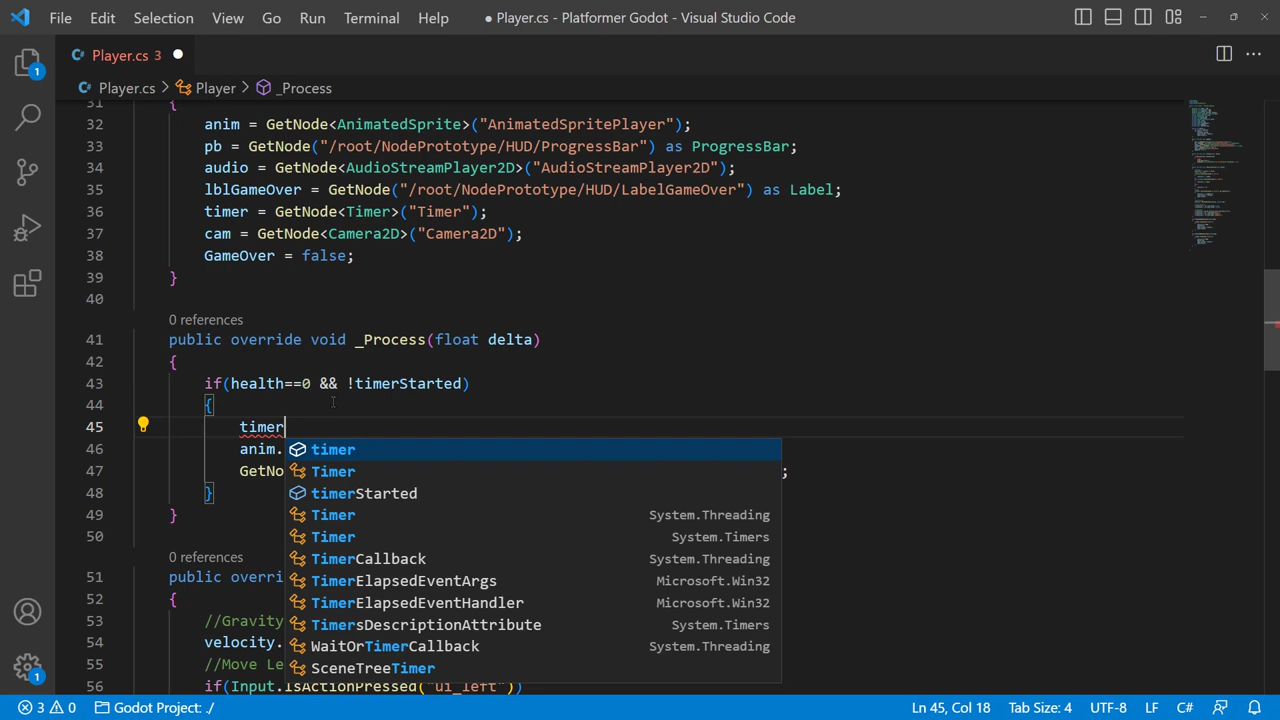 File Edit Selection View Go Run Terminal Help ● Player.cs - Platformer Godot - Visual Studio Code
Player.cs 3
Player.cs > Player > _Process
31 {
32 anim = GetNode<AnimatedSprite>("AnimatedSpritePlayer");
33 pb = GetNode("/root/NodePrototype/HUD/ProgressBar") as ProgressBar;
34 audio = GetNode<AudioStreamPlayer2D>("AudioStreamPlayer2D");
35 lblGameOver = GetNode("/root/NodePrototype/HUD/LabelGameOver") as Label;
36 timer = GetNode<Timer>("Timer");
37 cam = GetNode<Camera2D>("Camera2D");
38 GameOver = false;
39 }
40
0 references
41 public override void _Process(float delta)
42 {
43 if(health==0 && !timerStarted)
44 {
45 timer
46 anim.
47 GetNo ;
48 }
49 }
50
0 references
51 public overri
52 {
53 //Gravity
54 velocity.
55 //Move Le
56 if(Input.IsActionPressed("ui_left"))
timer
Timer
timerStarted
Timer System.Threading
Timer System.Timers
TimerCallback System.Threading
TimerElapsedEventArgs Microsoft.Win32
TimerElapsedEventHandler Microsoft.Win32
TimersDescriptionAttribute System.Timers
WaitOrTimerCallback System.Threading
SceneTreeTimer
1
1
3 0 Godot Project: ./ Ln 45, Col 18 Tab Size: 4 UTF-8 LF C#